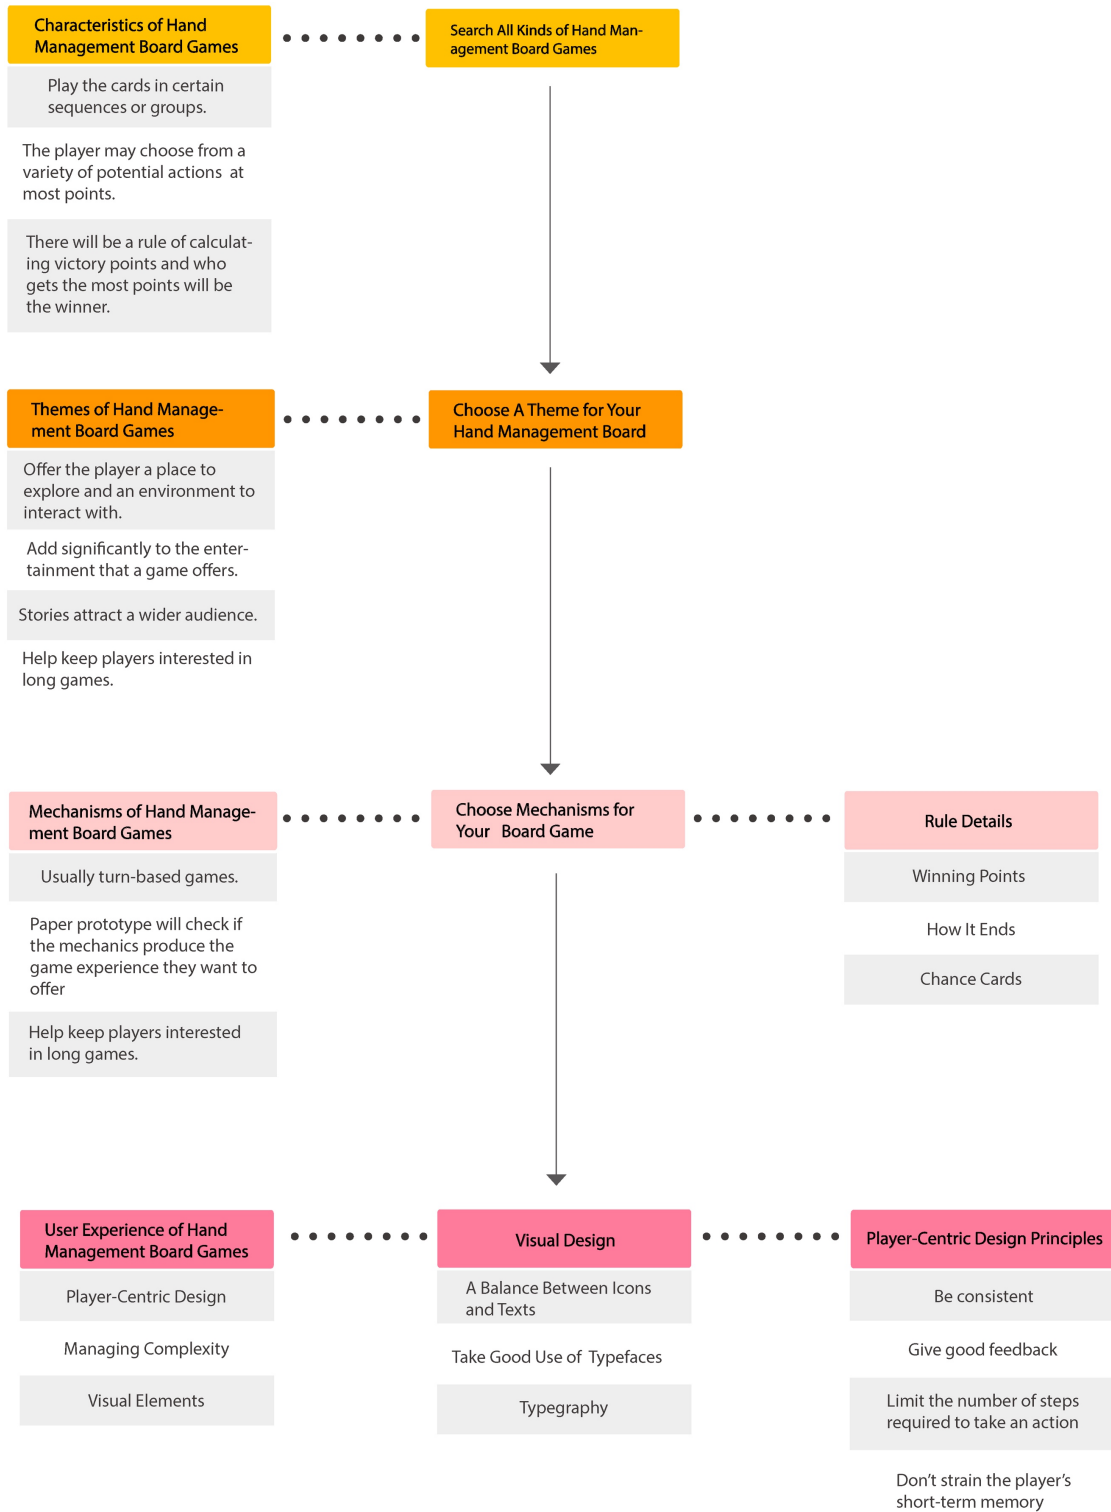 Characteristics of Hand
Management Board Games
Search All Kinds of Hand Man-
agement Board Games
Play the cards in certain
sequences or groups.
The player may choose from a
variety of potential actions at
most points.
There will be a rule of calculat-
ing victory points and who
gets the most points will be
the winner.
Themes of Hand Manage-
ment Board Games
Choose A Theme for Your
Hand Management Board
Offer the player a place to
explore and an environment to
interact with.
Add significantly to the enter-
tainment that a game offers.
Stories attract a wider audience.
Help keep players interested in
long games.
Mechanisms of Hand Manage-
ment Board Games
Choose Mechanisms for
Your Board Game
Rule Details
Usually turn-based games.
Paper prototype will check if
the mechanics produce the
game experience they want to
offer
Help keep players interested
in long games.
Winning Points
How It Ends
Chance Cards
User Experience of Hand
Management Board Games
Visual Design
Player-Centric Design Principles
Player-Centric Design
Managing Complexity
Visual Elements
A Balance Between Icons
and Texts
Take Good Use of Typefaces
Typegraphy
Be consistent
Give good feedback
Limit the number of steps
required to take an action
Don't strain the player's
short-term memory